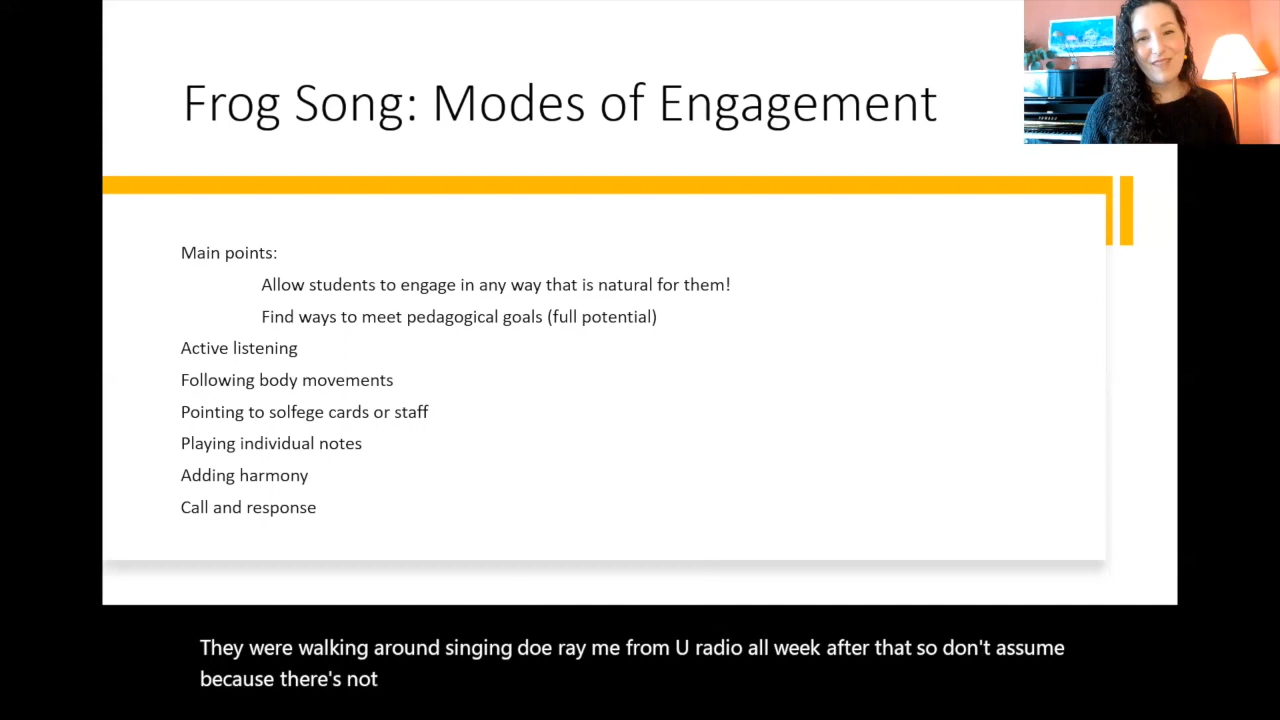 Frog Song: Modes of Engagement
Main points:
Allow students to engage in any way that is natural for them!
Find ways to meet pedagogical goals (full potential)
Active listening
Following body movements
Pointing to solfege cards or staff
Playing individual notes
Adding harmony
Call and response
YAMAHA
They were walking around singing doe ray me from U radio all week after that so don't assume
because there's not